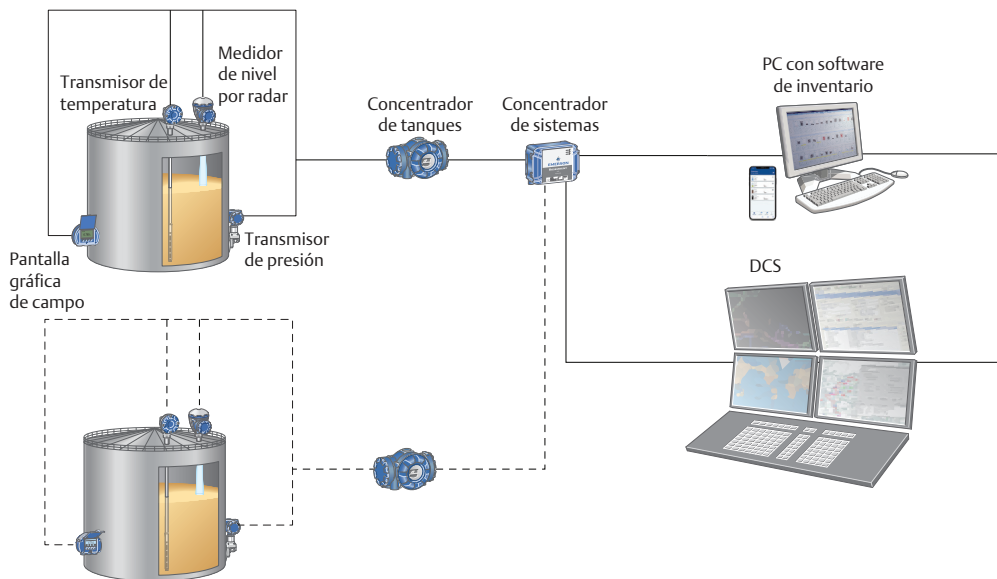 Medidor
de nivel
por radar
Transmisor de
temperatura
Concentrador
de tanques
Concentrador
de sistemas
PC con software
de inventario
EMERSON
Transmisor
de presión
Pantalla
gráfica
de campo
DCS